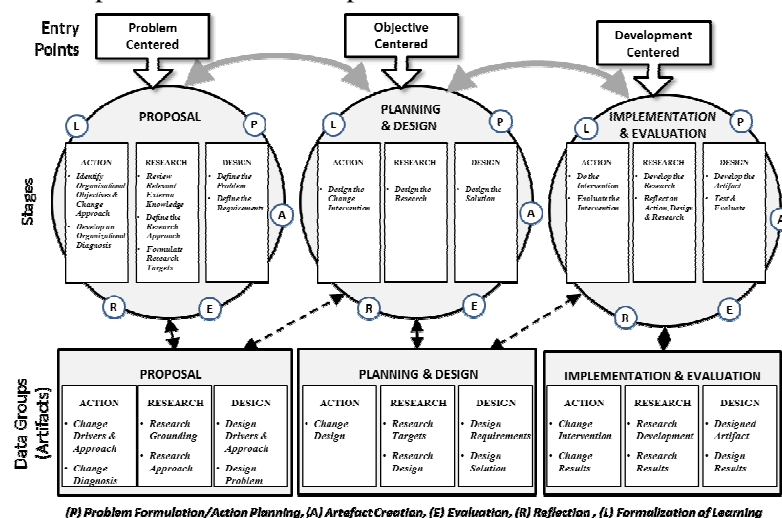 Entry
Points
Problem
Centered
Objective
Centered
Development
Centered
Stages
PROPOSAL
L
P
A
E
R
ACTION
• Identify
Organisational
Objectives &
Change
Approach
• Develop an
Organizational
Diagnosis
RESEARCH
• Review
Relevant
External
Knowledge
• Define the
Research
Approach
• Formulate
Research
Targets
DESIGN
• Define the
Problem
• Define the
Requirements
PLANNING
& DESIGN
L
P
A
E
R
ACTION
• Design the
Change
Intervention
RESEARCH
• Design the
Research
DESIGN
• Design the
Solution
IMPLEMENTATION
& EVALUATION
L
P
A
E
R
ACTION
• Do the
Intervention
• Evaluate the
Intervention
RESEARCH
• Develop the
Research
• Reflect on
Action, Design
& Research
DESIGN
• Develop the
Artifact
• Test &
Evaluate
Data Groups
(Artifacts)
PROPOSAL
ACTION
• Change
Drivers &
Approach
• Change
Diagnosis
RESEARCH
• Research
Grounding
• Research
Approach
DESIGN
• Design
Drivers &
Approach
• Design
Problem
PLANNING & DESIGN
ACTION
• Change
Design
RESEARCH
• Research
Targets
• Research
Design
DESIGN
• Design
Requirements
• Design
Solution
IMPLEMENTATION & EVALUATION
ACTION
• Change
Intervention
• Change
Results
RESEARCH
• Research
Development
• Research
Results
DESIGN
• Designed
Artifact
• Design
Results
(P) Problem Formulation/Action Planning, (A) Artefact Creation, (E) Evaluation, (R) Reflection , (L) Formalization of Learning